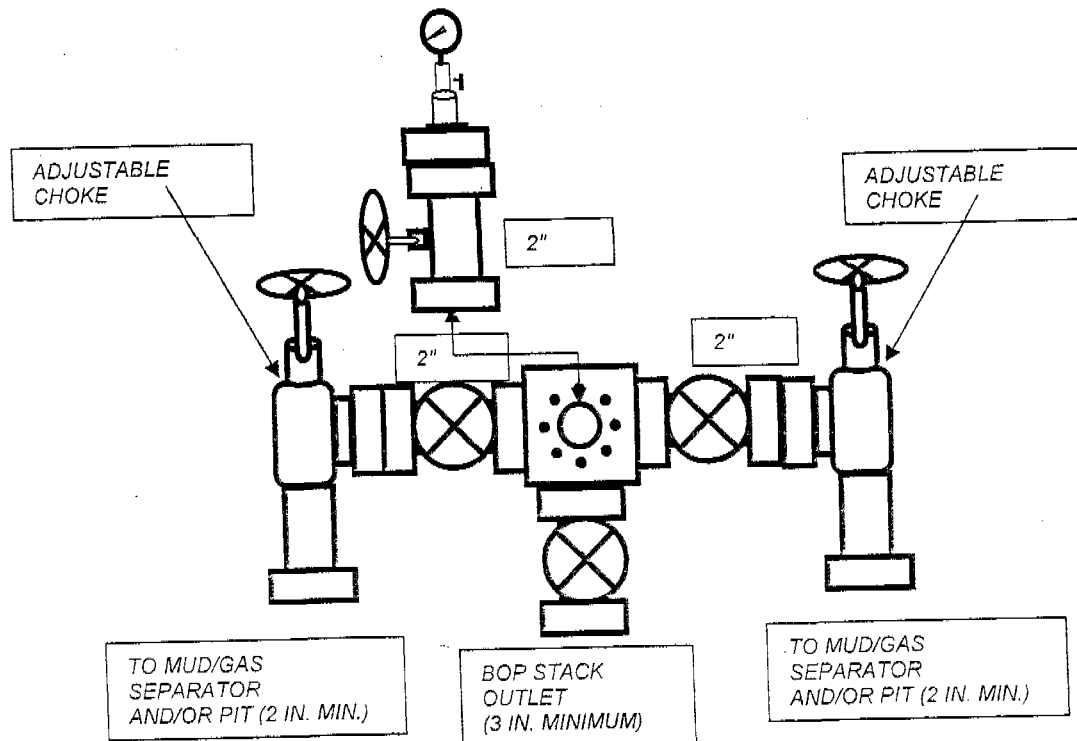 ADJUSTABLE
CHOKE
ADJUSTABLE
CHOKE
2"
2"
2"
TO MUD/GAS
SEPARATOR
AND/OR PIT (2 IN. MIN.)
BOP STACK
OUTLET
(3 IN. MINIMUM)
TO MUD/GAS
SEPARATOR
AND/OR PIT (2 IN. MIN.)